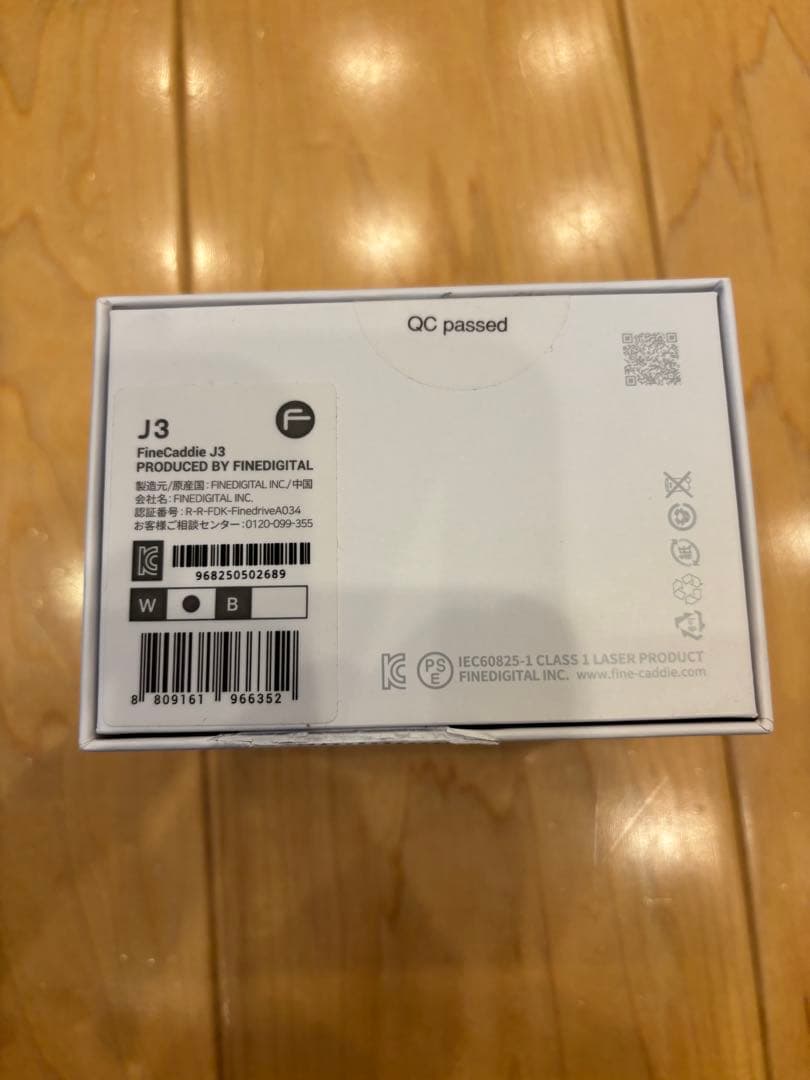 QC passed
J3
FineCaddie J3
PRODUCED BY FINEDIGITAL
製造元/原産国：FINEDIGITAL INC./中国
会社名：FINEDIGITAL INC.
認証番号：R-R-FDK-FinedriveA034
お客様ご相談センター：0120-099-355
968250502689
W ● B
8 809161 966352
紙
PSE IEC60825-1 CLASS 1 LASER PRODUCT
FINEDIGITAL INC. www.fine-caddie.com